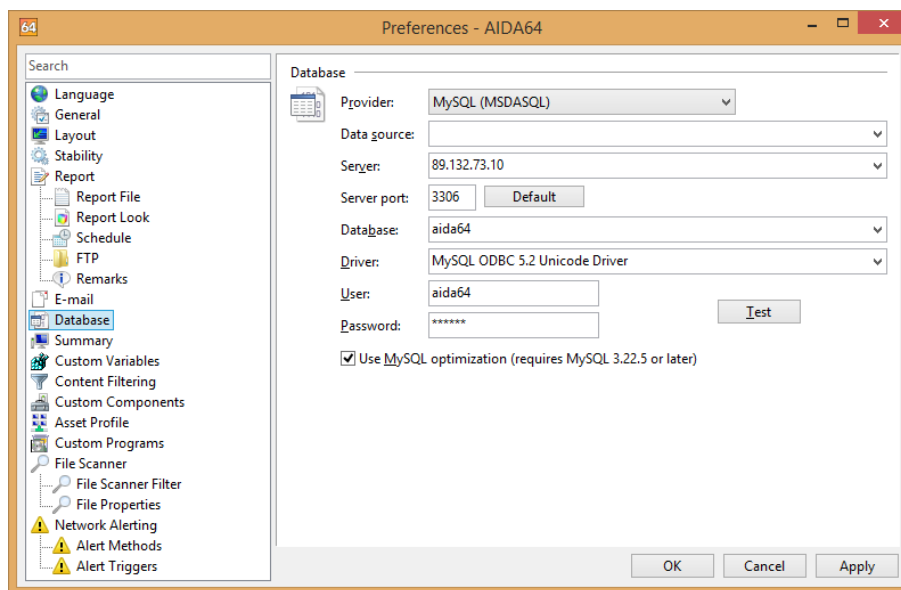 64
Preferences - AIDA64
Search
Language
General
Layout
Stability
Report
Report File
Report Look
Schedule
FTP
Remarks
E-mail
Database
Summary
Custom Variables
Content Filtering
Custom Components
Asset Profile
Custom Programs
File Scanner
File Scanner Filter
File Properties
Network Alerting
Alert Methods
Alert Triggers
Database
Provider: MySQL (MSDASQL)
Data source:
Server: 89.132.73.10
Server port: 3306 Default
Database: aida64
Driver: MySQL ODBC 5.2 Unicode Driver
User: aida64
Password: ******
Test
Use MySQL optimization (requires MySQL 3.22.5 or later)
OK Cancel Apply